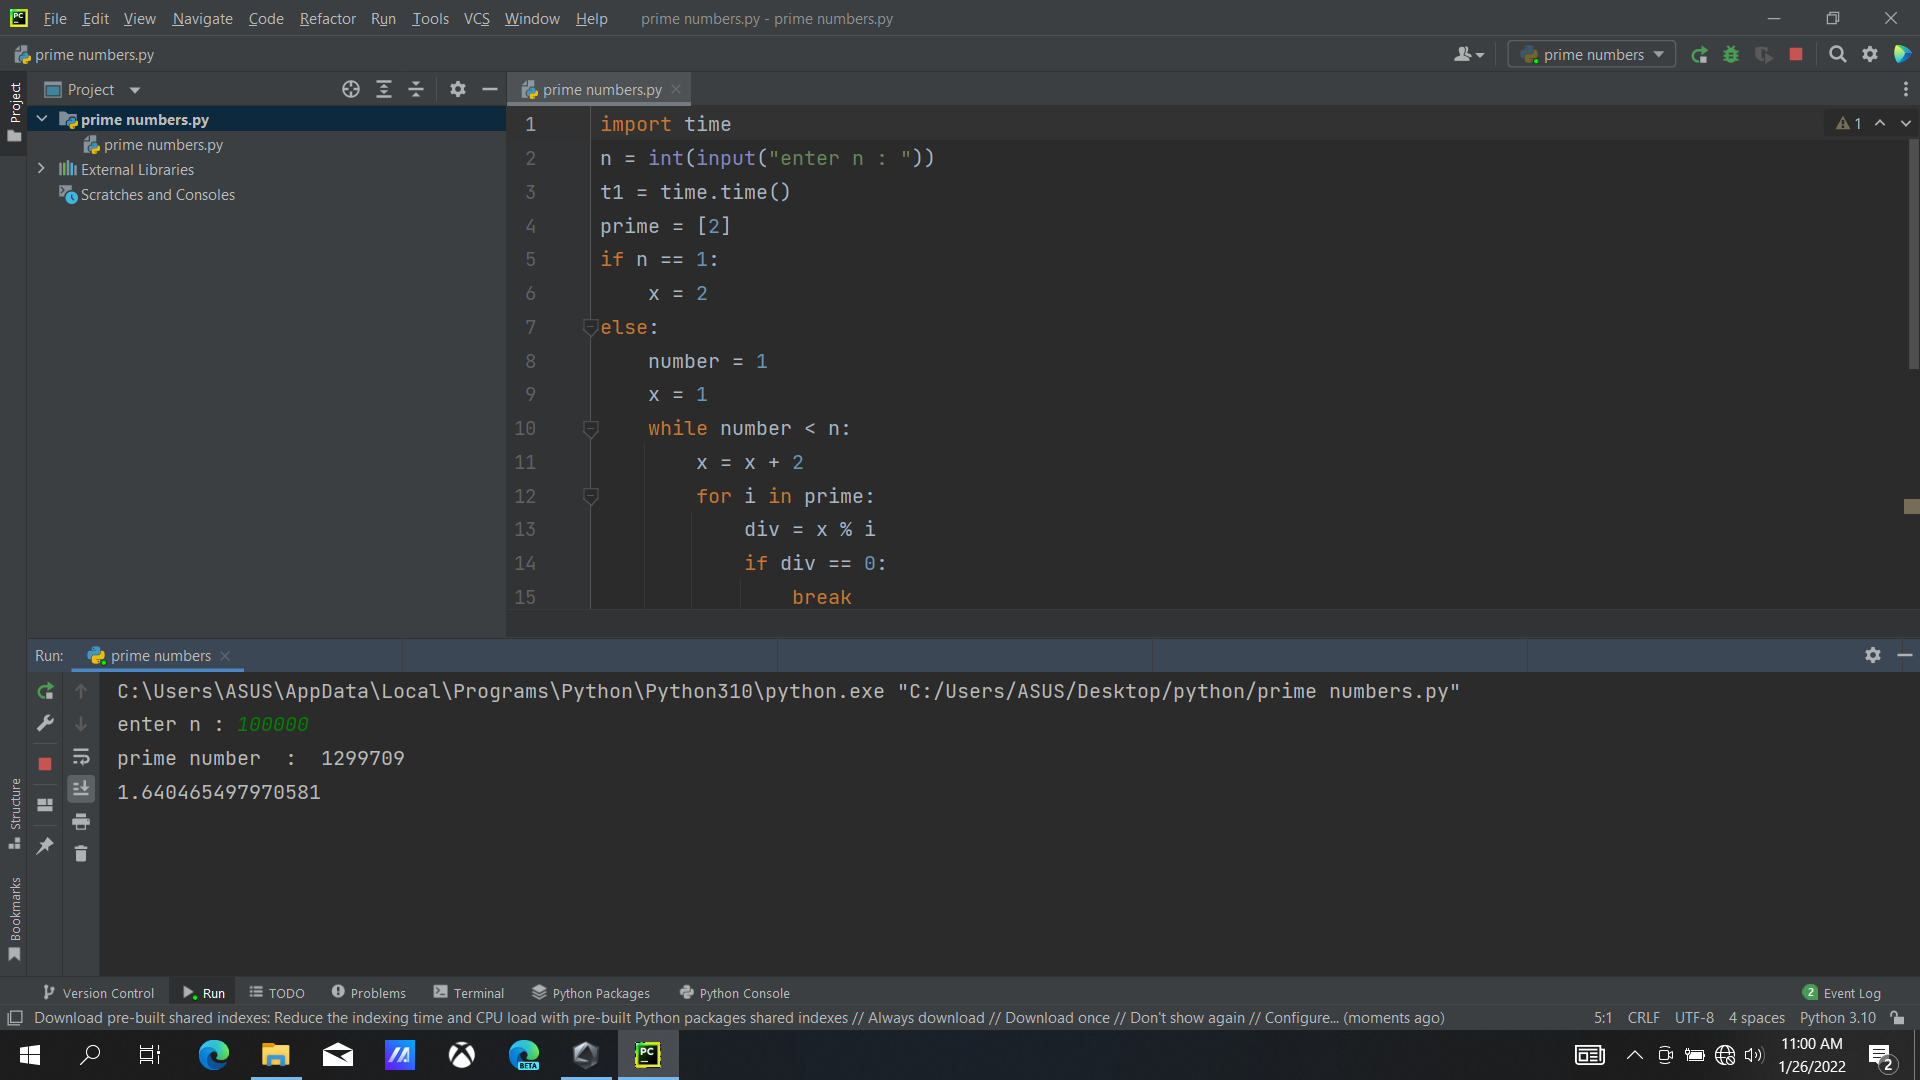 File Edit View Navigate Code Refactor Run Tools VCS Window Help prime numbers.py - prime numbers.py
prime numbers.py
prime numbers
Project
Project
prime numbers.py
prime numbers.py
External Libraries
Scratches and Consoles
prime numbers.py
1
1 import time
2 n = int(input("enter n : "))
3 t1 = time.time()
4 prime = [2]
5 if n == 1:
6 x = 2
7 else:
8 number = 1
9 x = 1
10 while number < n:
11 x = x + 2
12 for i in prime:
13 div = x % i
14 if div == 0:
15 break
Run: prime numbers
C:\Users\ASUS\AppData\Local\Programs\Python\Python310\python.exe "C:/Users/ASUS/Desktop/python/prime numbers.py"
enter n : 100000
prime number  :  1299709
1.640465497970581
Structure
Bookmarks
Version Control Run TODO Problems Terminal Python Packages Python Console 2 Event Log
Download pre-built shared indexes: Reduce the indexing time and CPU load with pre-built Python packages shared indexes // Always download // Download once // Don't show again // Configure... (moments ago) 5:1 CRLF UTF-8 4 spaces Python 3.10
BETA
PC
11:00 AM
1/26/2022
2